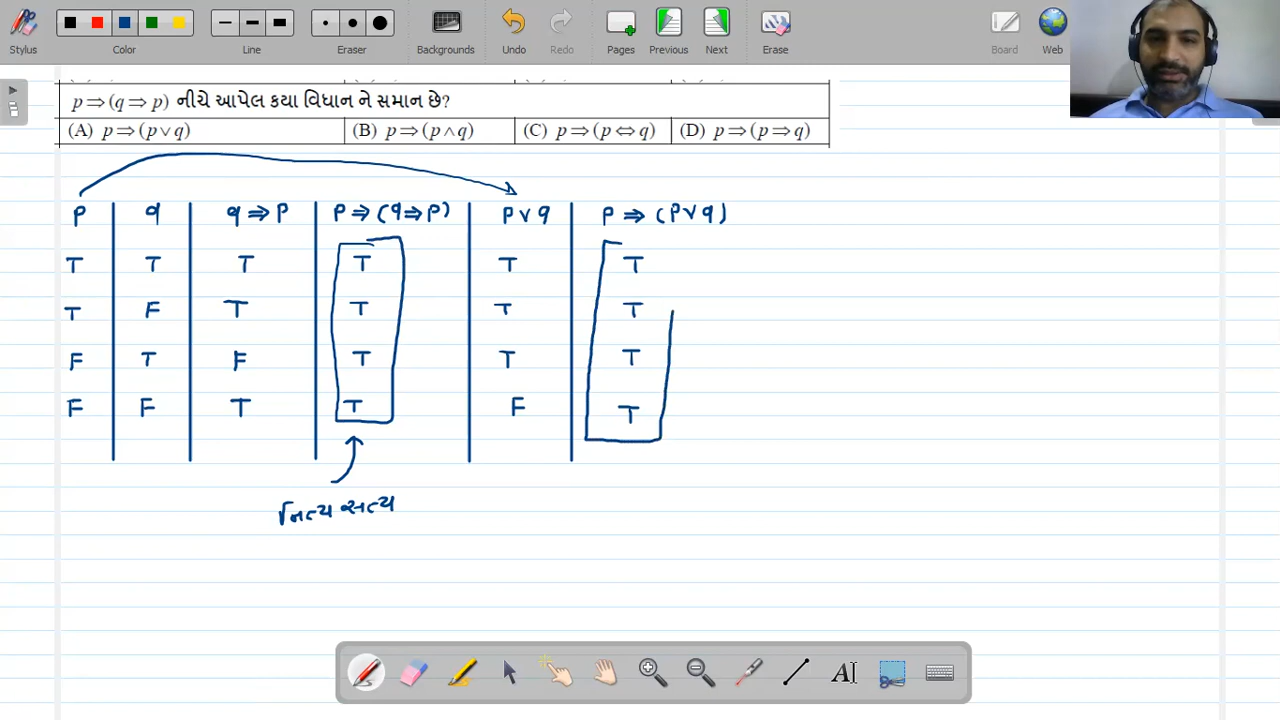 Stylus Color Line Eraser Backgrounds Undo Redo Pages Previous Next Erase Board Web
p ⇒ (q ⇒ p) નીચે આપેલ કયા વિધાન ને સમાન છે?
(A) p ⇒ (p ∨ q) (B) p ⇒ (p ∧ q) (C) p ⇒ (p ⇔ q) (D) p ⇒ (p ⇒ q)
p q q ⇒ p p ⇒ (q ⇒ p) p ∨ q p ⇒ (p ∨ q)
T T T T T T
T F T T T T
F T F T T T
F F T T F T
નિત્ય સત્ય